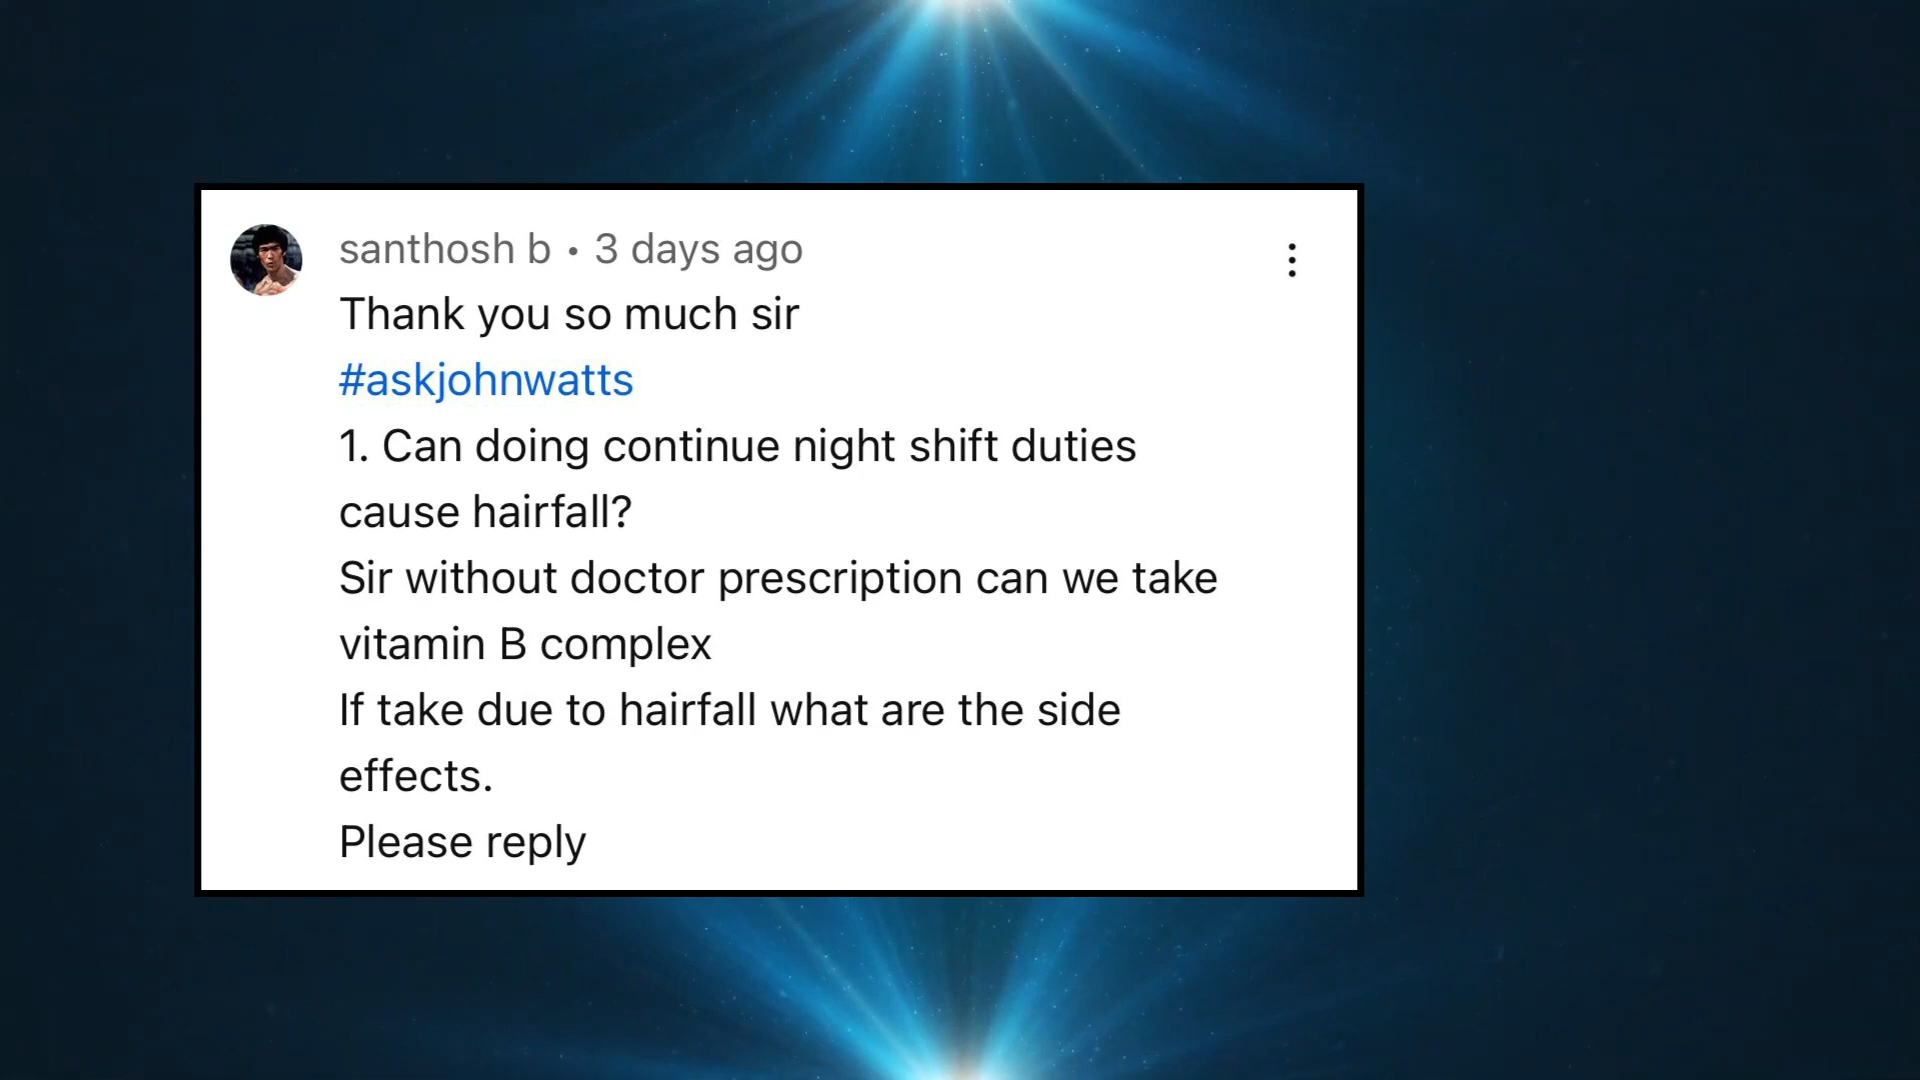 santhosh b • 3 days ago
Thank you so much sir
#askjohnwatts
1. Can doing continue night shift duties
cause hairfall?
Sir without doctor prescription can we take
vitamin B complex
If take due to hairfall what are the side
effects.
Please reply